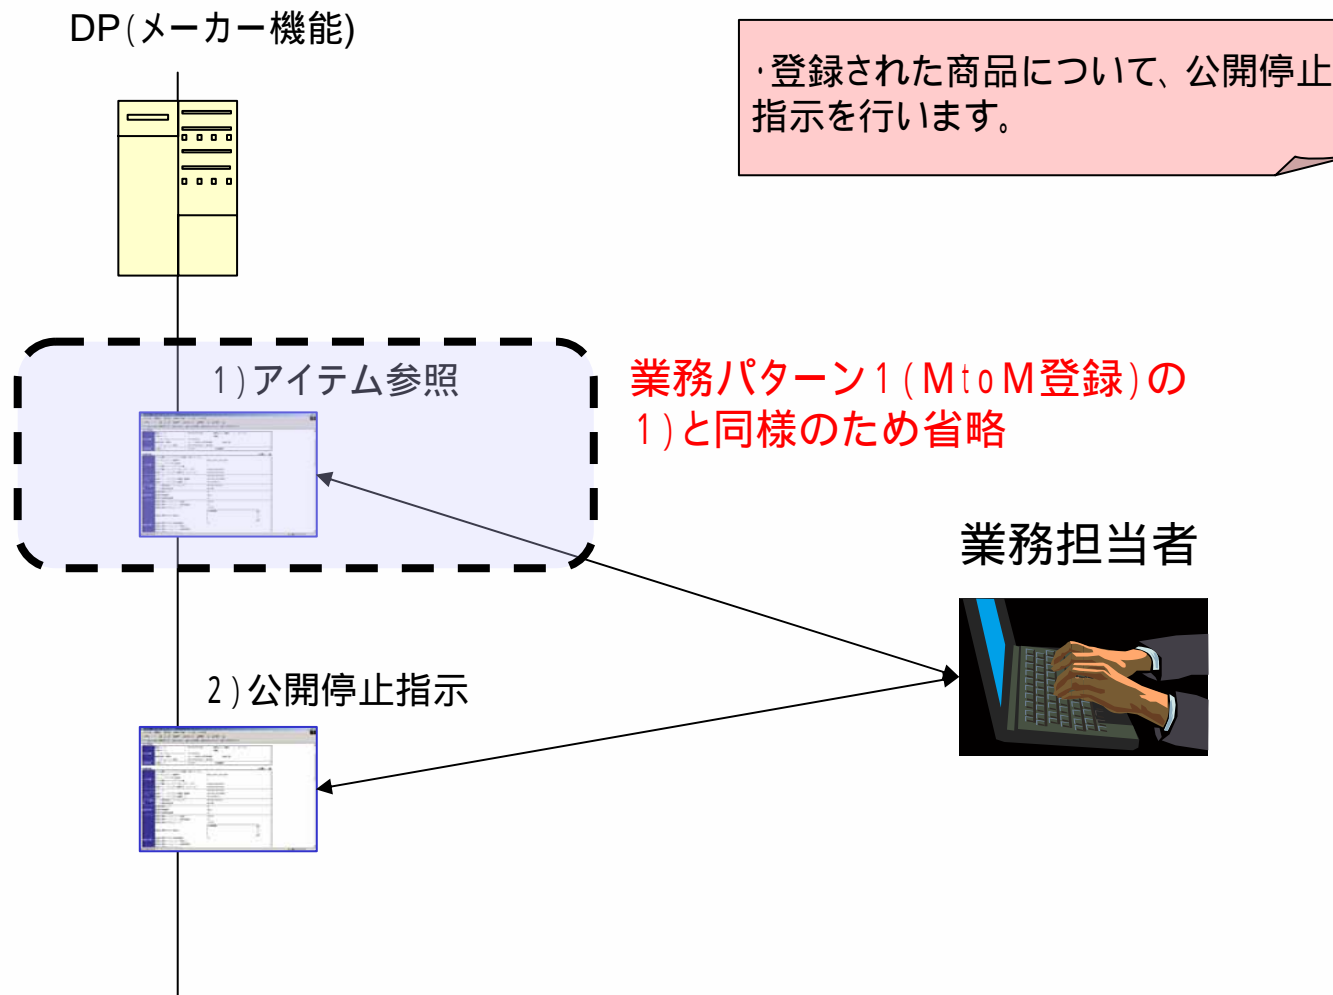 DP(メーカー機能)
・登録された商品について、公開停止
指示を行います。
1)アイテム参照
業務パターン1(MtoM登録)の
1)と同様のため省略
業務担当者
2)公開停止指示